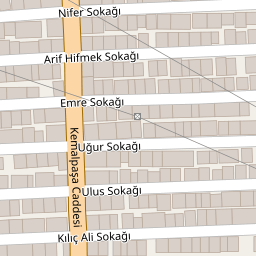 Nifer Sokağı
Arif Hifmek Sokağı
Emre Sokağı
Uğur Sokağı
Kemalpaşa Caddesi
Ulus Sokağı
Kılıç Ali Sokağı